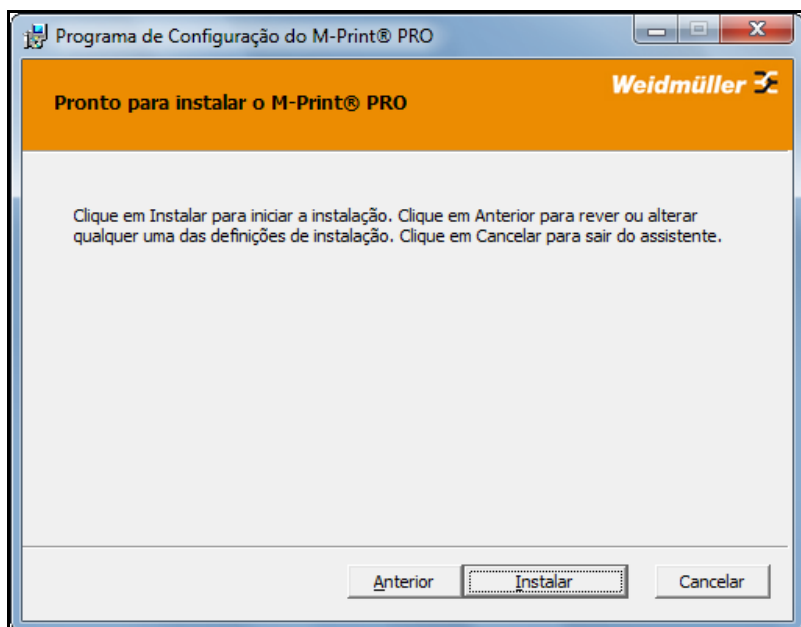 Programa de Configuração do M-Print® PRO
Weidmüller
Pronto para instalar o M-Print® PRO
Clique em Instalar para iniciar a instalação. Clique em Anterior para rever ou alterar
qualquer uma das definições de instalação. Clique em Cancelar para sair do assistente.
Anterior
Instalar
Cancelar